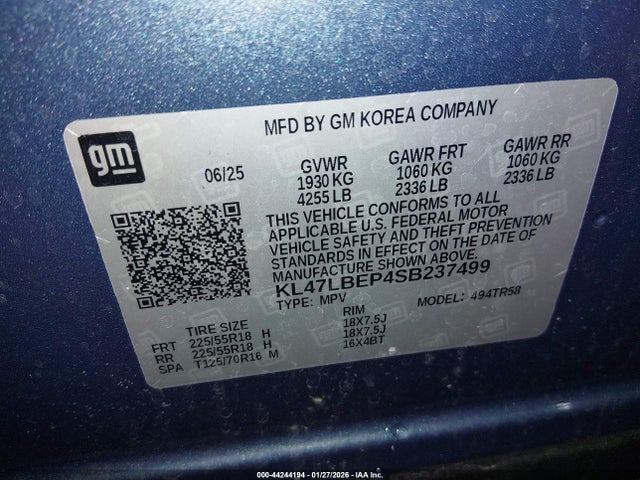 MFD BY GM KOREA COMPANY
gm
06/25
GVWR GAWR FRT GAWR RR
1930 KG 1060 KG 1060 KG
4255 LB 2336 LB 2336 LB
THIS VEHICLE CONFORMS TO ALL
APPLICABLE U.S. FEDERAL MOTOR
VEHICLE SAFETY AND THEFT PREVENTION
STANDARDS IN EFFECT ON THE DATE OF
MANUFACTURE SHOWN ABOVE.
KL47LBEP4SB237499
TYPE: MPV MODEL: 494TR58
TIRE SIZE RIM
FRT 225/55R18 H 18X7.5J
RR 225/55R18 H 18X7.5J
SPA T125/70R16 M 16X4BT
000-44244194 | 01/27/2026 - IAA Inc.